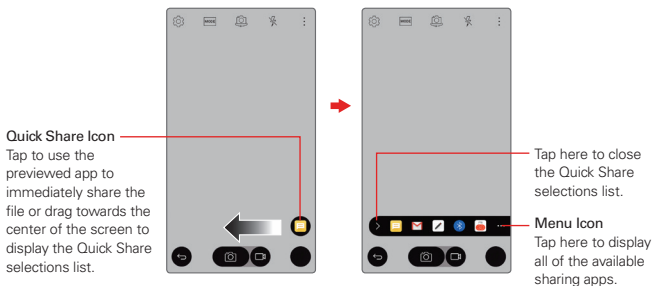 MODE
MODE
Quick Share Icon
Tap to use the
previewed app to
immediately share the
file or drag towards the
center of the screen to
display the Quick Share
selections list.
Tap here to close
the Quick Share
selections list.
Menu Icon
Tap here to display
all of the available
sharing apps.